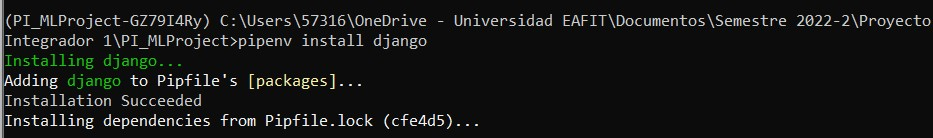 (PI_MLProject-GZ79I4Ry) C:\Users\57316\OneDrive - Universidad EAFIT\Documentos\Semestre 2022-2\Proyecto
Integrador 1\PI_MLProject>pipenv install django
Installing django...
Adding django to Pipfile's [packages]...
Installation Succeeded
Installing dependencies from Pipfile.lock (cfe4d5)...